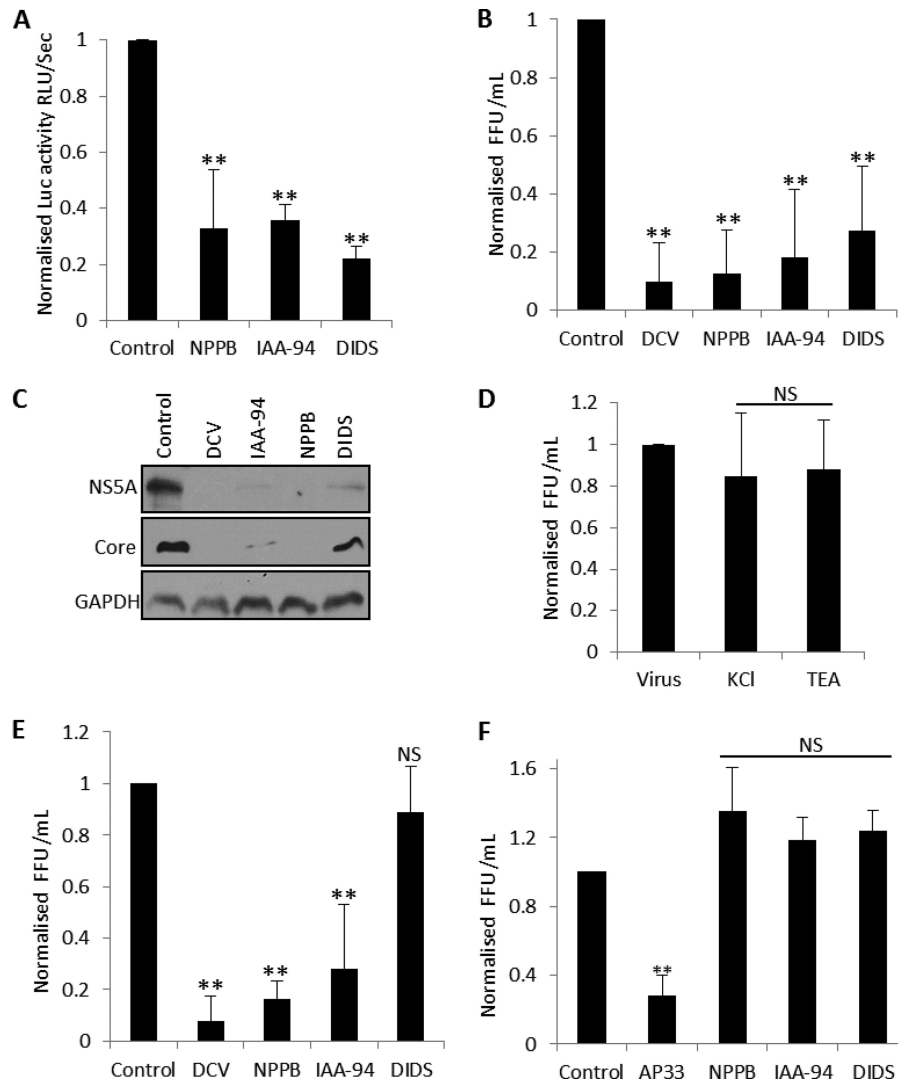 A
Normalised Luc activity RLU/Sec
1
0.8
0.6
0.4
0.2
0
**
**
**
Control NPPB IAA-94 DIDS
B
Normalised FFU/mL
1
0.8
0.6
0.4
0.2
0
**
**
**
**
Control DCV NPPB IAA-94 DIDS
C
Control
DCV
IAA-94
NPPB
DIDS
NS5A
Core
GAPDH
D
Normalised FFU/mL
1.2
1
0.8
0.6
0.4
0.2
0
NS
Virus KCl TEA
E
Normalised FFU/mL
1.2
1
0.8
0.6
0.4
0.2
0
**
**
**
NS
Control DCV NPPB IAA-94 DIDS
F
Normalised FFU/mL
1.6
1.2
0.8
0.4
0
**
NS
Control AP33 NPPB IAA-94 DIDS